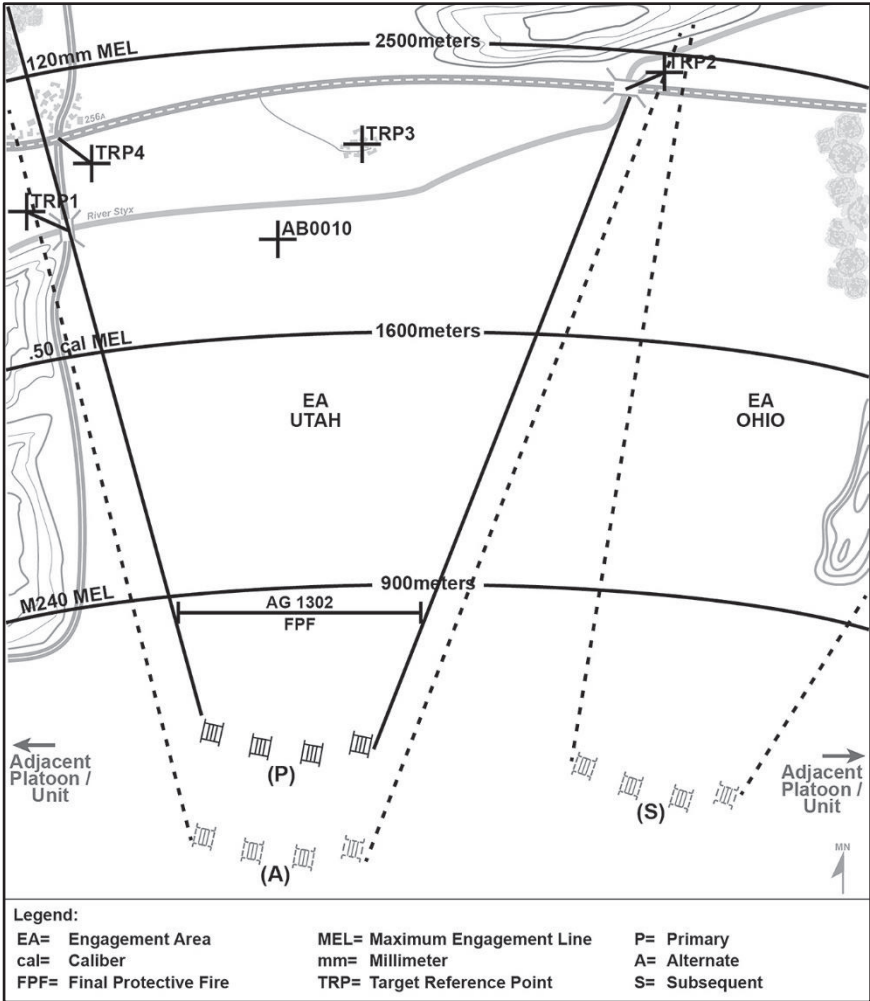 120mm MEL
2500meters
TRP2
256A
TRP4
TRP3
TRP1
River Styx
AB0010
.50 cal MEL
1600meters
EA
UTAH
EA
OHIO
M240 MEL
900meters
AG 1302
FPF
Adjacent
Platoon /
Unit
(P)
Adjacent
Platoon /
Unit
(S)
(A)
MN
Legend:
EA= Engagement Area MEL= Maximum Engagement Line P= Primary
cal= Caliber mm= Millimeter A= Alternate
FPF= Final Protective Fire TRP= Target Reference Point S= Subsequent